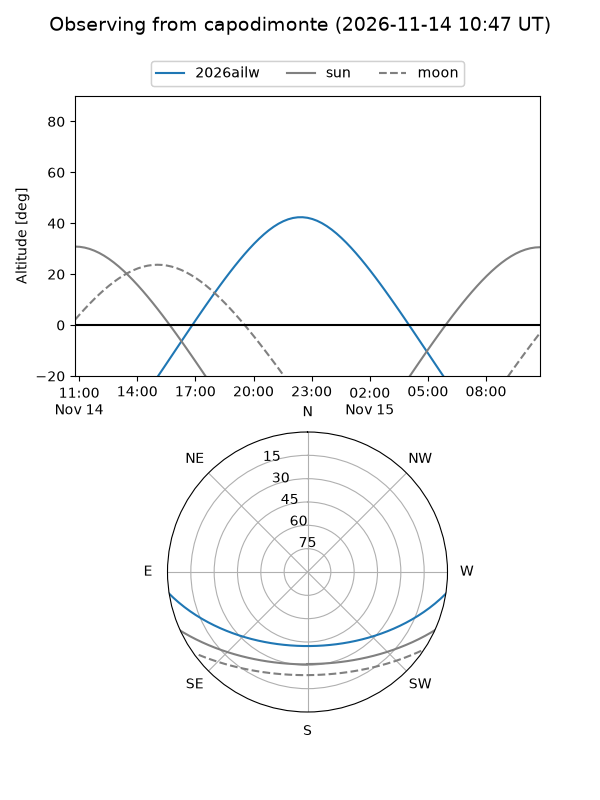 Observing from capodimonte (2026-11-14 10:47 UT)
2026ailw sun moon
Altitude [deg]
80
60
40
20
0
−20
11:00 14:00 17:00 20:00 23:00 02:00 05:00 08:00
Nov 14 Nov 15
N
NE NW
15
30
45
60
75
E W
SE SW
S